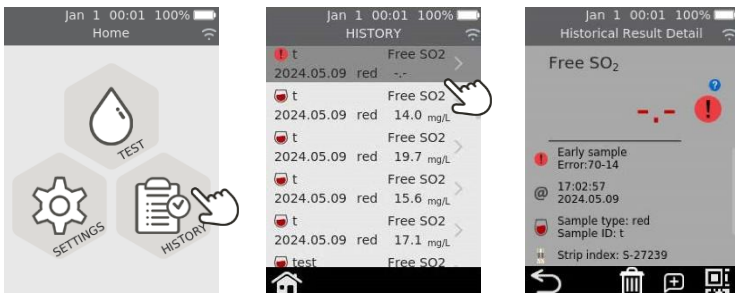 Jan 1 00:01 100%
Home
TEST
SETTINGS
HISTORY
Jan 1 00:01 100%
HISTORY
t Free SO2
2024.05.09 red -.-
t Free SO2
2024.05.09 red 14.0 mg/L
t Free SO2
2024.05.09 red 19.7 mg/L
t Free SO2
2024.05.09 red 15.6 mg/L
t Free SO2
2024.05.09 red 17.1 mg/L
test Free SO2
Jan 1 00:01 100%
Historical Result Detail
Free SO₂
?
-.- !
! Early sample
Error:70-14
@ 17:02:57
2024.05.09
Sample type: red
Sample ID: t
Strip index: S-27239